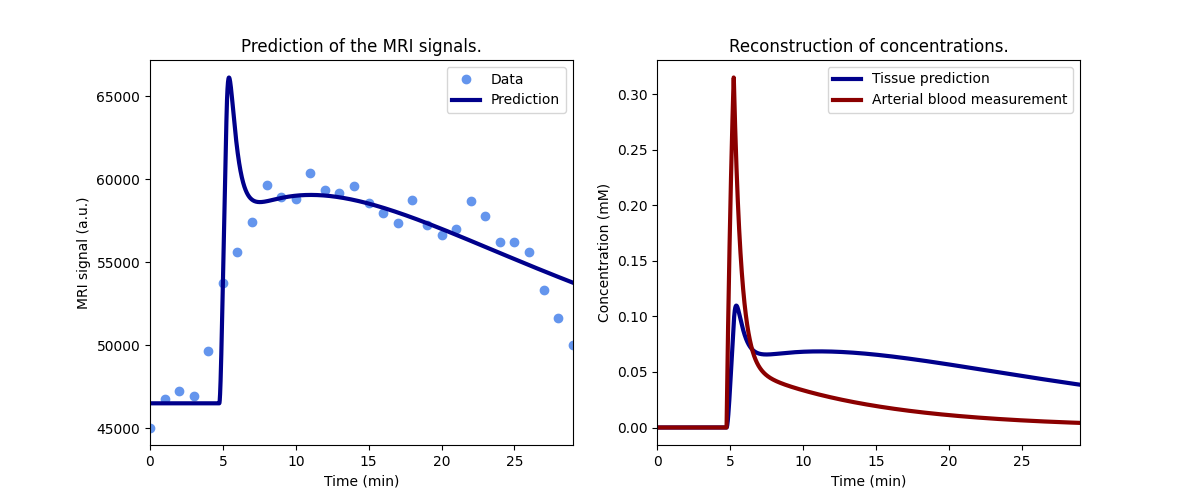 Prediction of the MRI signals.
MRI signal (a.u.)
65000
60000
55000
50000
45000
Data
Prediction
0 5 10 15 20 25
Time (min)
Reconstruction of concentrations.
Concentration (mM)
0.30
0.25
0.20
0.15
0.10
0.05
0.00
Tissue prediction
Arterial blood measurement
0 5 10 15 20 25
Time (min)